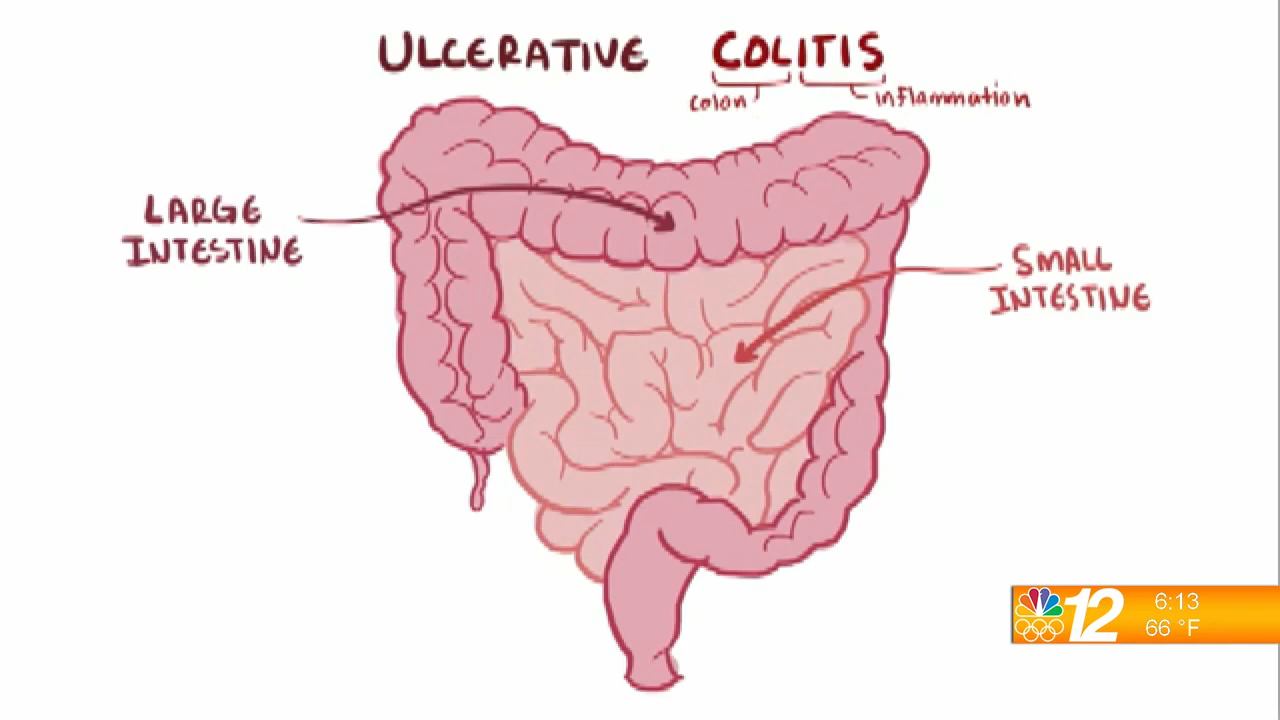 ULCERATIVE COLITIS
colon inflammation
LARGE
INTESTINE
SMALL
INTESTINE
12 6:13
66 °F